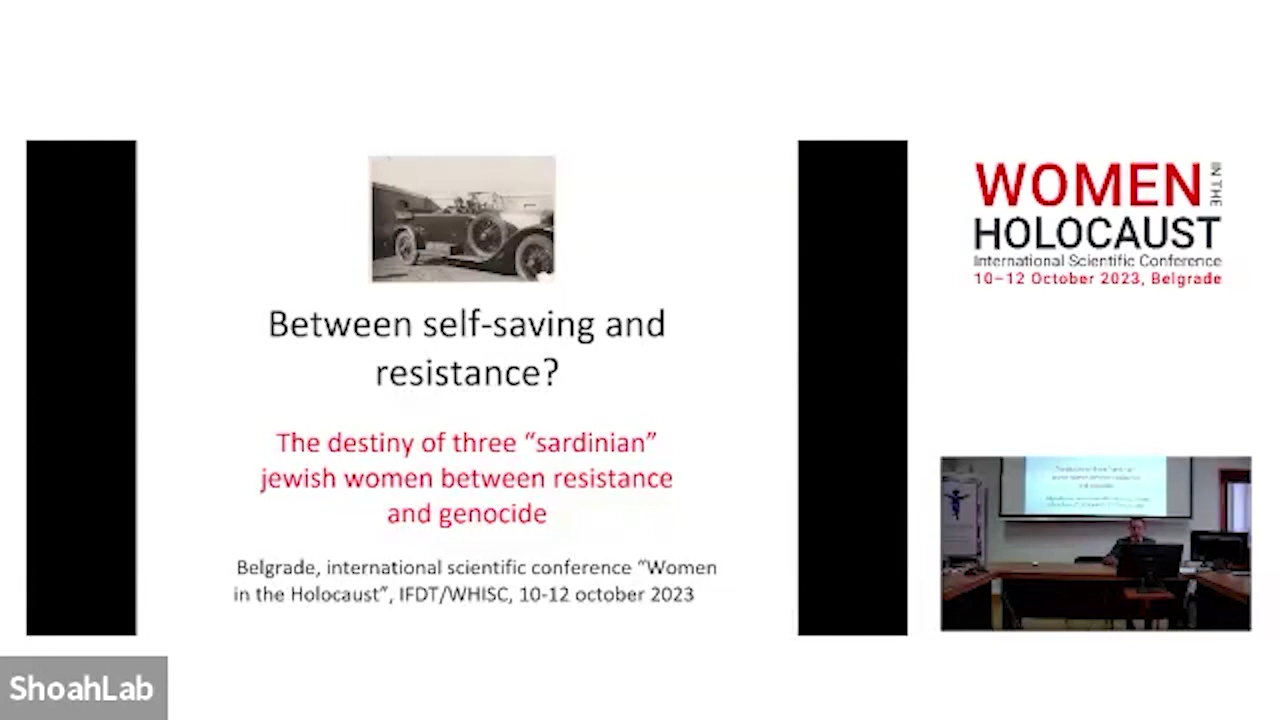 Between self-saving and
resistance?
The destiny of three “sardinian”
jewish women between resistance
and genocide
Belgrade, international scientific conference “Women
in the Holocaust”, IFDT/WHISC, 10-12 october 2023
WOMEN IN THE
HOLOCAUST
International Scientific Conference
10–12 October 2023, Belgrade
ShoahLab